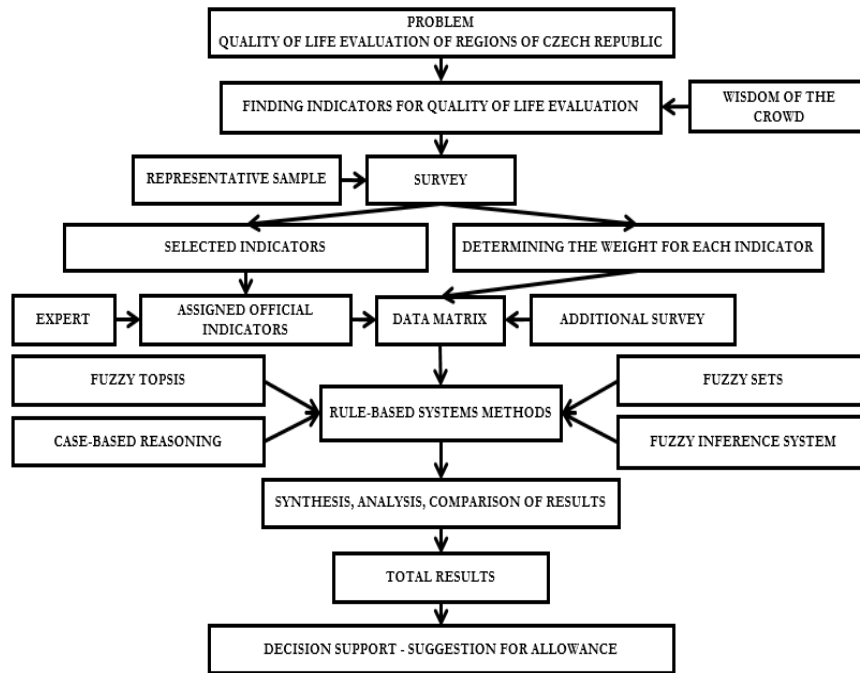 PROBLEM
QUALITY OF LIFE EVALUATION OF REGIONS OF CZECH REPUBLIC
FINDING INDICATORS FOR QUALITY OF LIFE EVALUATION
WISDOM OF THE
CROWD
REPRESENTATIVE SAMPLE
SURVEY
SELECTED INDICATORS
DETERMINING THE WEIGHT FOR EACH INDICATOR
EXPERT
ASSIGNED OFFICIAL
INDICATORS
DATA MATRIX
ADDITIONAL SURVEY
FUZZY TOPSIS
FUZZY SETS
RULE-BASED SYSTEMS METHODS
CASE-BASED REASONING
FUZZY INFERENCE SYSTEM
SYNTHESIS, ANALYSIS, COMPARISON OF RESULTS
TOTAL RESULTS
DECISION SUPPORT - SUGGESTION FOR ALLOWANCE